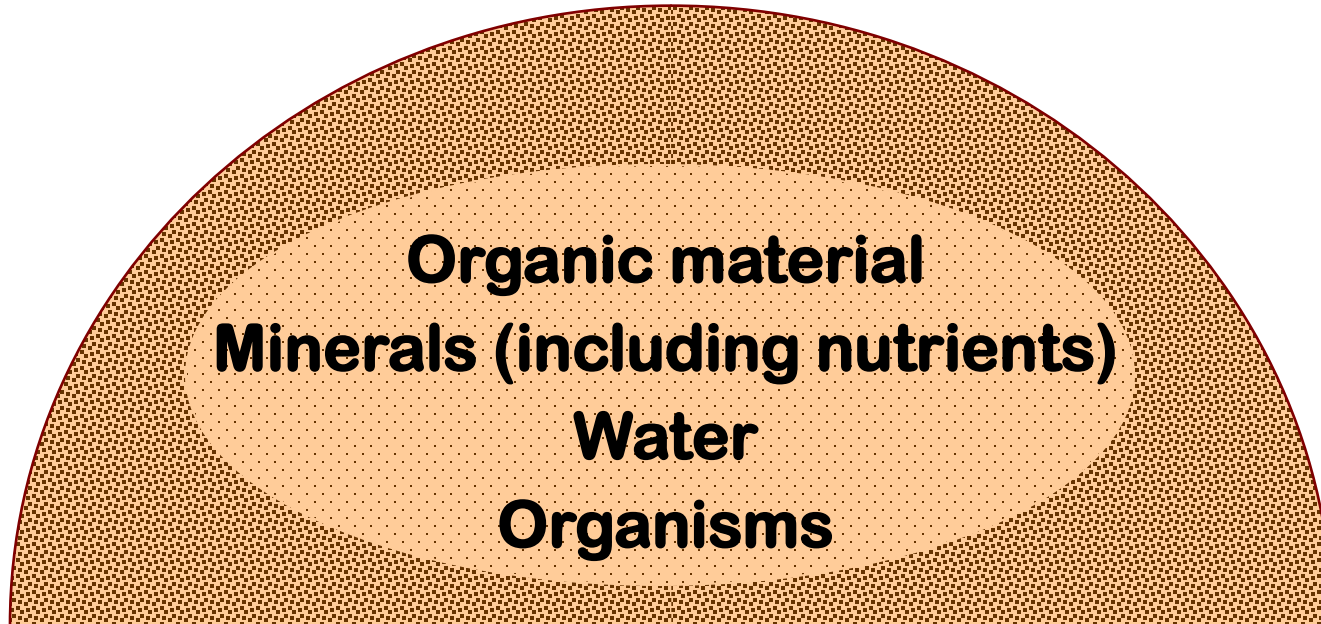 Organic material
Minerals (including nutrients)
Water
Organisms